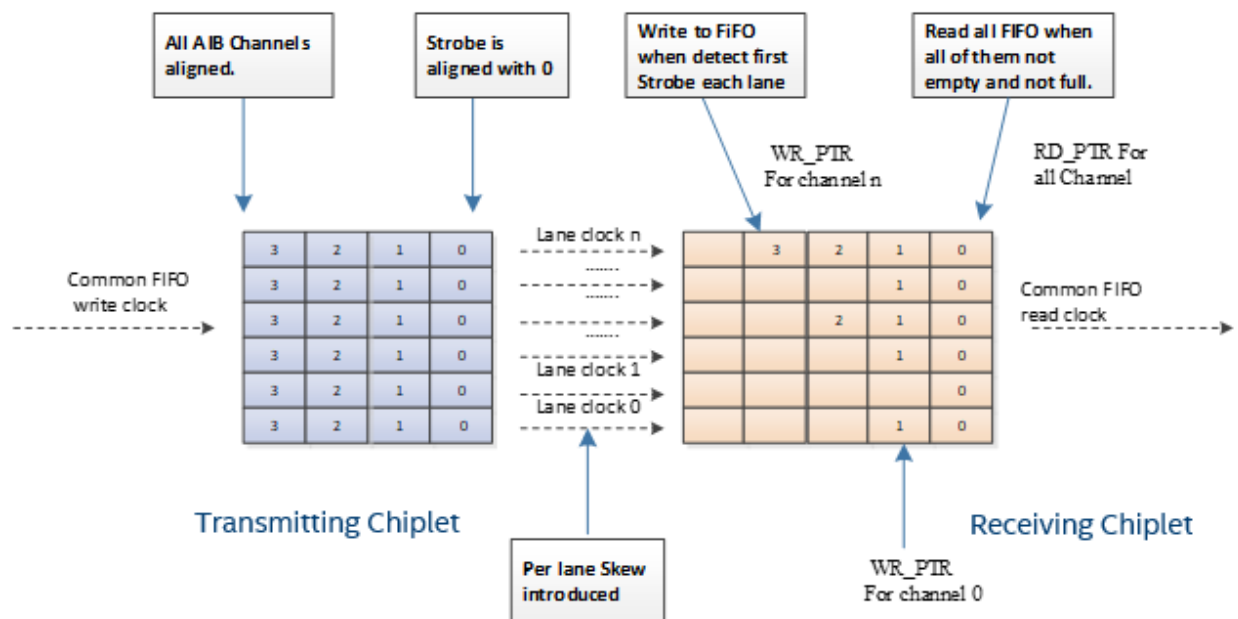 All AIB Channels
aligned.
Strobe is
aligned with 0
Write to FiFO
when detect first
Strobe each lane
Read all FIFO when
all of them not
empty and not full.
WR_PTR
For channel n
RD_PTR For
all Channel
Common FIFO
write clock
3 2 1 0
3 2 1 0
3 2 1 0
3 2 1 0
3 2 1 0
3 2 1 0
Lane clock n
.......
.......
.......
Lane clock 1
Lane clock 0
3 2 1 0
1 0
2 1 0
1 0
0
1 0
Common FIFO
read clock
Transmitting Chiplet
Receiving Chiplet
Per lane Skew
introduced
WR_PTR
For channel 0